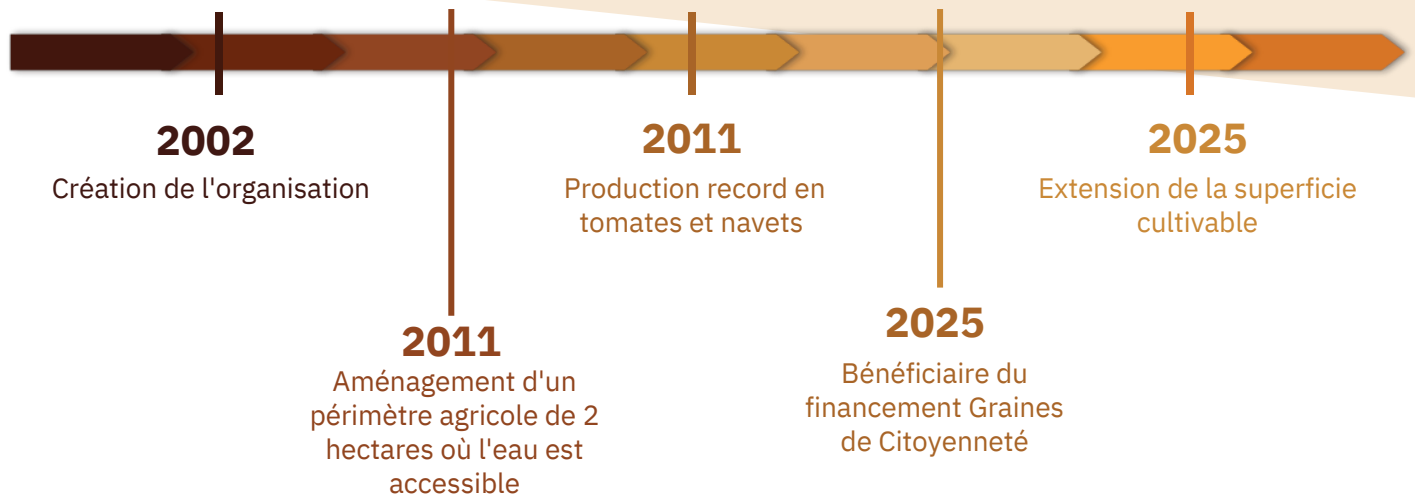 2002
Création de l'organisation
2011
Aménagement d'un
périmètre agricole de 2
hectares où l'eau est
accessible
2011
Production record en
tomates et navets
2025
Bénéficiaire du
financement Graines
de Citoyenneté
2025
Extension de la superficie
cultivable